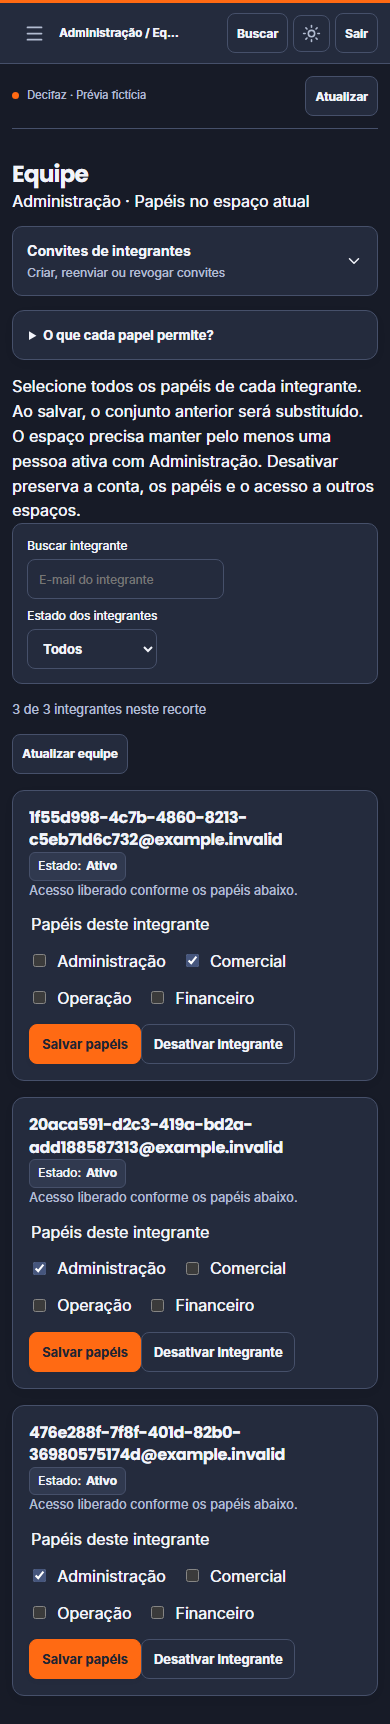 Administração / Eq...
Buscar
Sair
Decifaz · Prévia fictícia
Atualizar
Equipe
Administração · Papéis no espaço atual
Convites de integrantes
Criar, reenviar ou revogar convites
O que cada papel permite?
Selecione todos os papéis de cada integrante.
Ao salvar, o conjunto anterior será substituído.
O espaço precisa manter pelo menos uma
pessoa ativa com Administração. Desativar
preserva a conta, os papéis e o acesso a outros
espaços.
Buscar integrante
E-mail do integrante
Estado dos integrantes
Todos
3 de 3 integrantes neste recorte
Atualizar equipe
1f55d998-4c7b-4860-8213-
c5eb71d6c732@example.invalid
Estado: Ativo
Acesso liberado conforme os papéis abaixo.
Papéis deste integrante
Administração Comercial
Operação Financeiro
Salvar papéis Desativar integrante
20aca591-d2c3-419a-bd2a-
add188587313@example.invalid
Estado: Ativo
Acesso liberado conforme os papéis abaixo.
Papéis deste integrante
Administração Comercial
Operação Financeiro
Salvar papéis Desativar integrante
476e288f-7f8f-401d-82b0-
36980575174d@example.invalid
Estado: Ativo
Acesso liberado conforme os papéis abaixo.
Papéis deste integrante
Administração Comercial
Operação Financeiro
Salvar papéis Desativar integrante